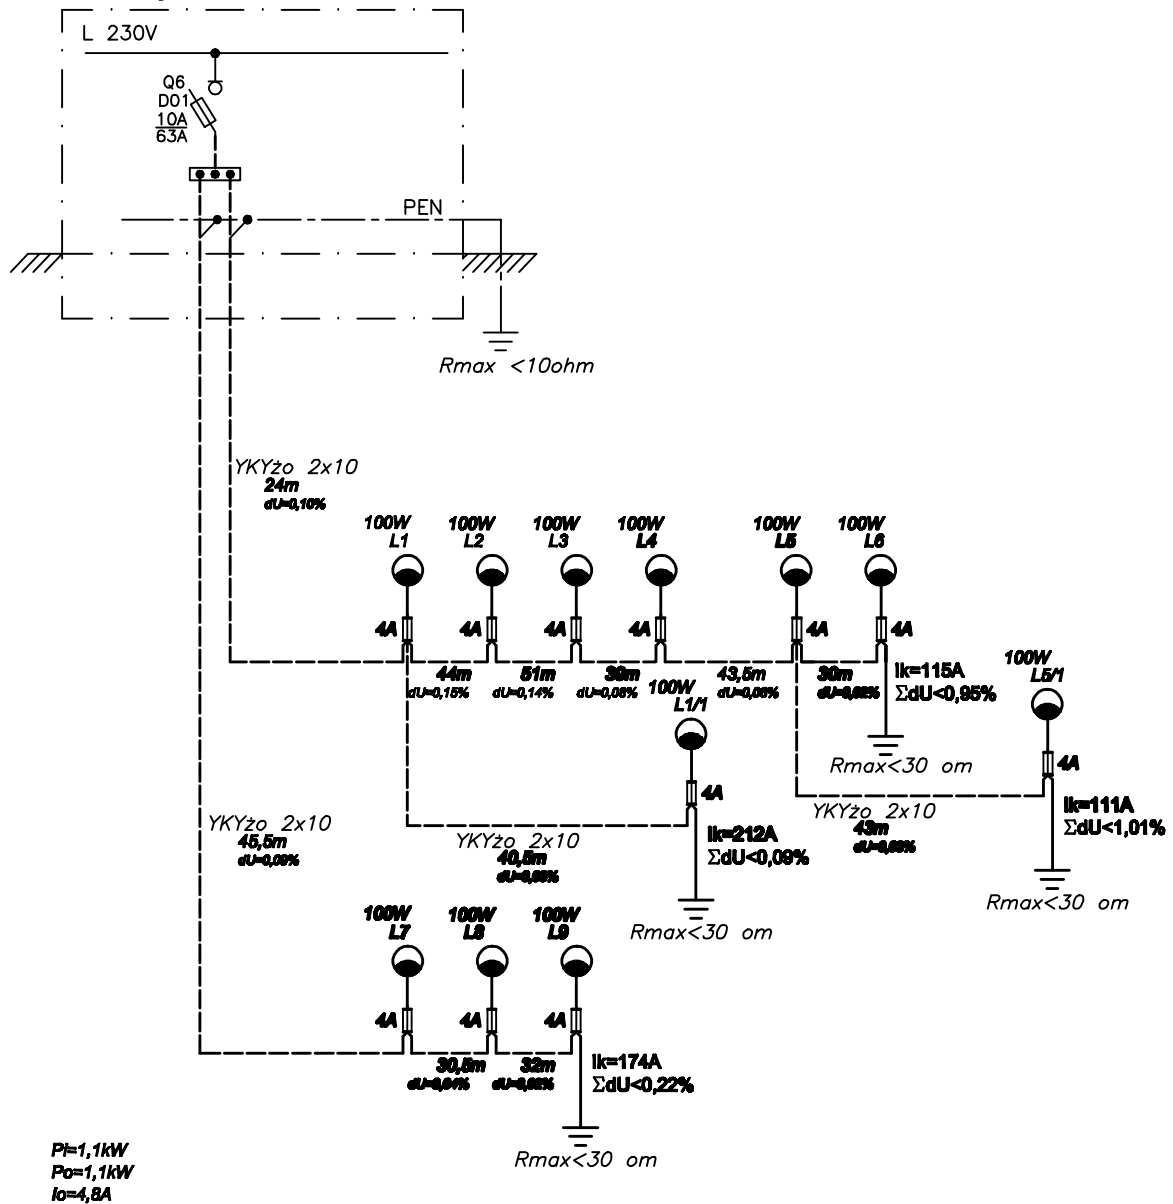 L 230V
Q6
D01
10A
63A
PEN
Rmax <10ohm
YKYżo 2x10
24m
dU=0,10%
100W
L1
100W
L2
100W
L3
100W
L4
100W
L5
100W
L6
4A
4A
4A
4A
4A
4A
44m
dU=0,15%
51m
dU=0,14%
39m
dU=0,08%
43,5m
30m
Ik=115A
ΣdU<0,95%
Rmax<30 om
100W
L1/1
4A
100W
L5/1
4A
YKYżo 2x10
43m
Ik=111A
ΣdU<1,01%
Rmax<30 om
YKYżo 2x10
45,5m
dU=0,09%
YKYżo 2x10
40,5m
Ik=212A
ΣdU<0,09%
Rmax<30 om
100W
L7
100W
L8
100W
L9
4A
4A
4A
30,5m
dU=0,04%
32m
dU=0,02%
Ik=174A
ΣdU<0,22%
Rmax<30 om
Pi=1,1kW
Po=1,1kW
Io=4,8A